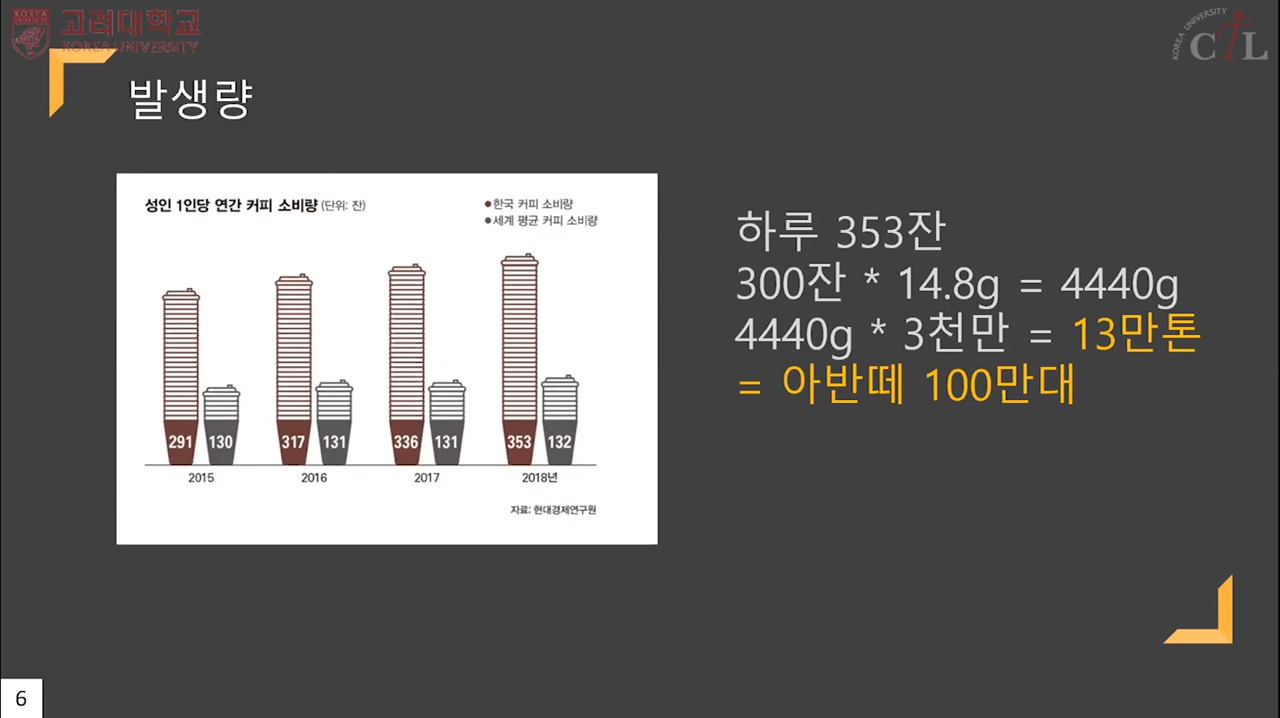 고려대학교
KOREA UNIVERSITY
KOREA UNIVERSITY
CTL
발생량
성인 1인당 연간 커피 소비량 (단위: 잔)
●한국 커피 소비량
●세계 평균 커피 소비량
291 130 317 131 336 131 353 132
2015 2016 2017 2018년
자료: 현대경제연구원
하루 353잔
300잔 * 14.8g = 4440g
4440g * 3천만 = 13만톤
= 아반떼 100만대
6